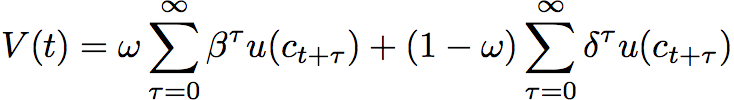 V(t) = ω ∑_{τ=0}^{∞} β^τ u(c_{t+τ}) + (1 − ω) ∑_{τ=0}^{∞} δ^τ u(c_{t+τ})